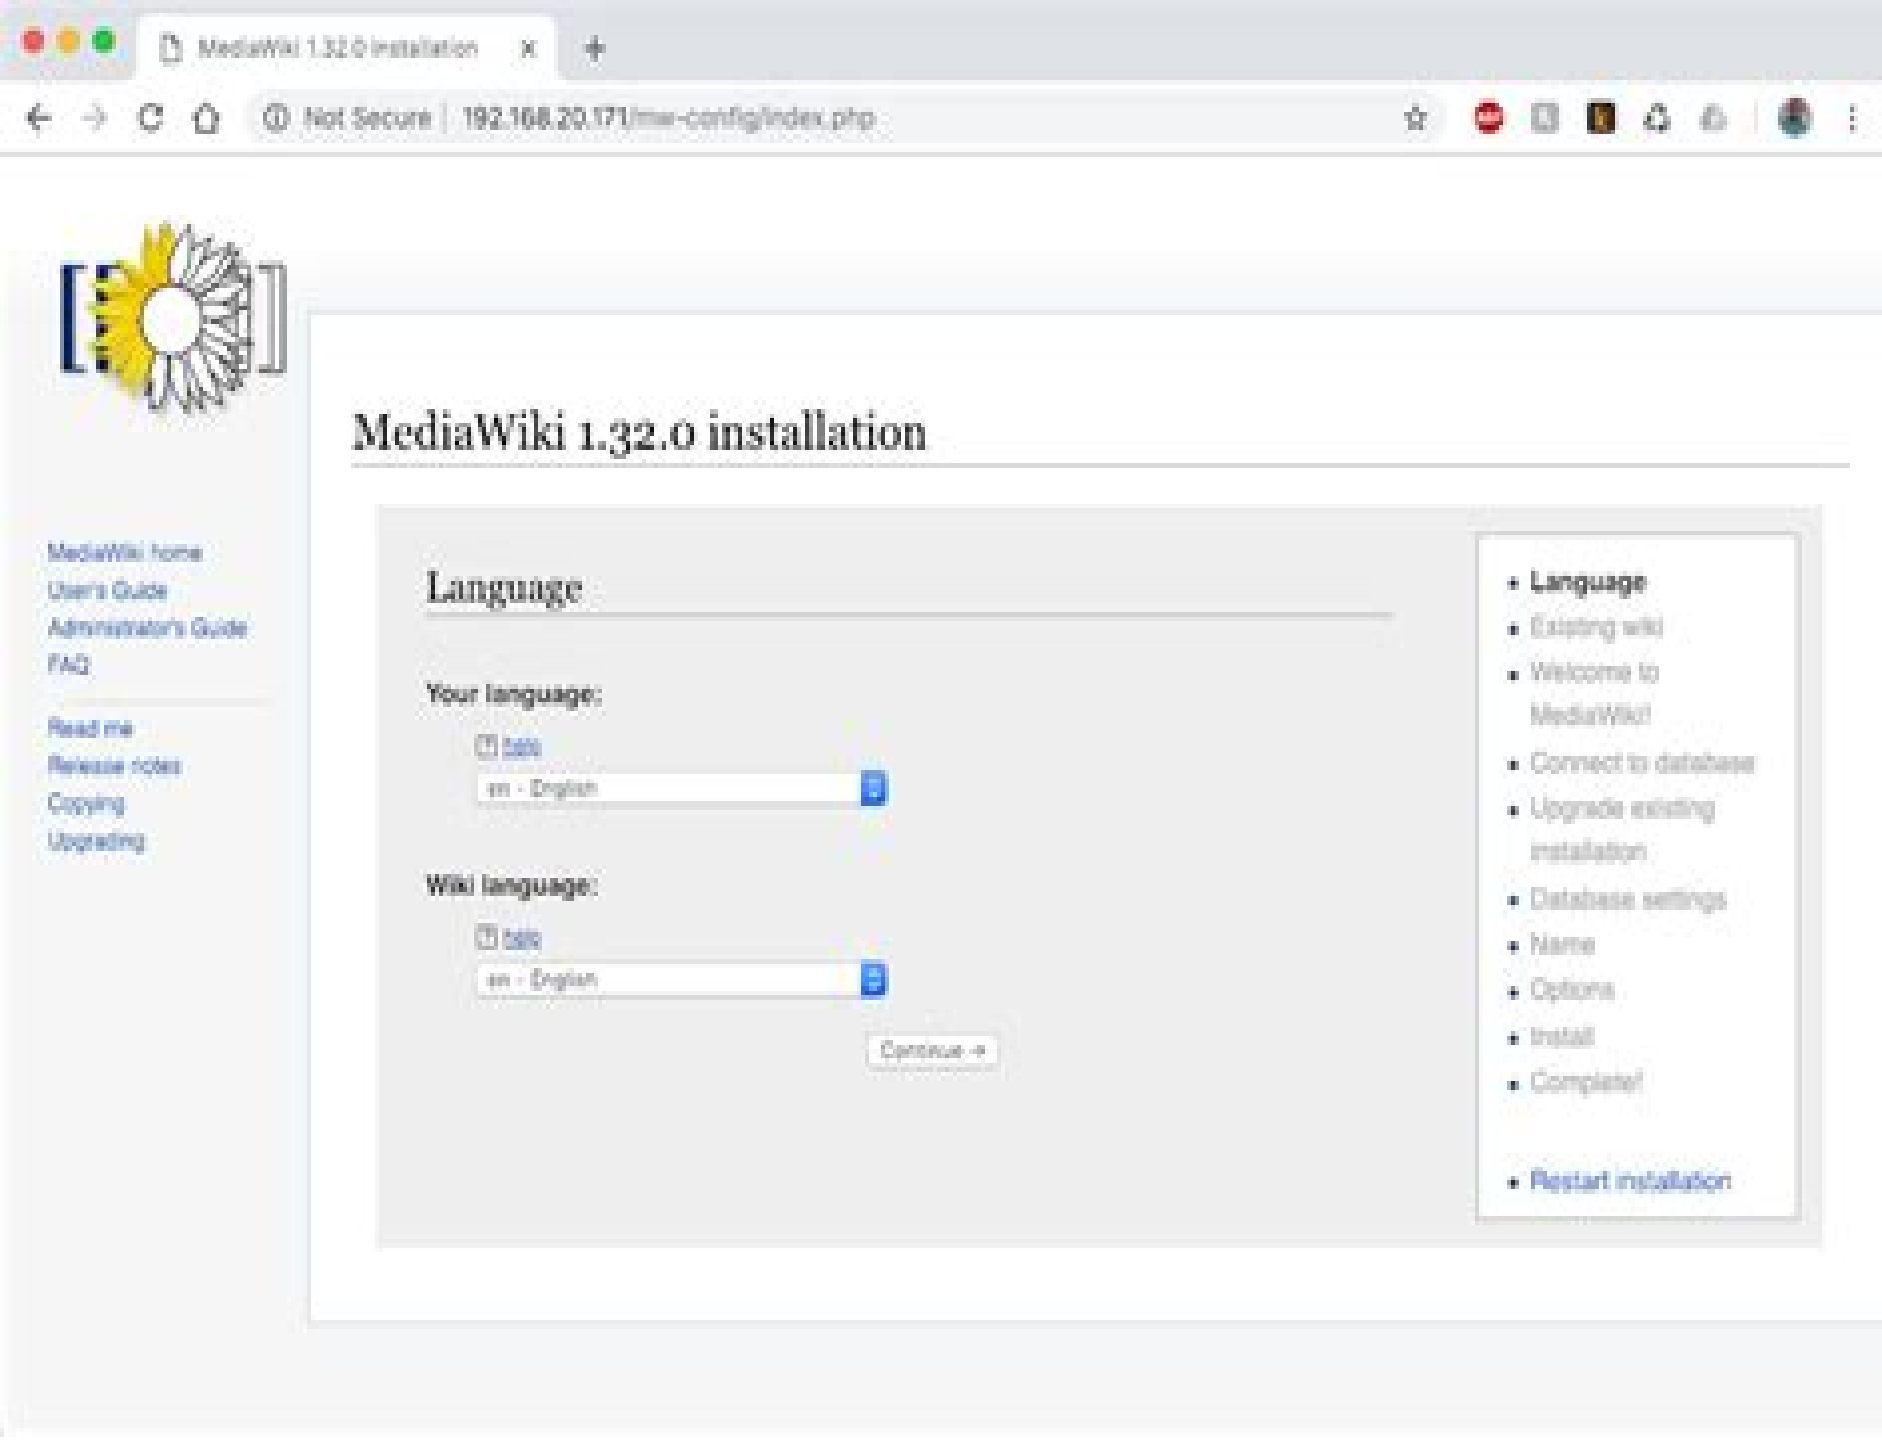 MediaWiki 1.32.0 installation
Not Secure | 192.168.20.171/mw-config/index.php
MediaWiki 1.32.0 installation
MediaWiki home
User's Guide
Administrator's Guide
FAQ
Read me
Release notes
Copying
Upgrading
Language
Your language:
help
en - English
Wiki language:
help
en - English
Continue →
Language
Existing wiki
Welcome to
MediaWiki!
Connect to database
Upgrade existing
installation
Database settings
Name
Options
Install
Complete!
Restart installation